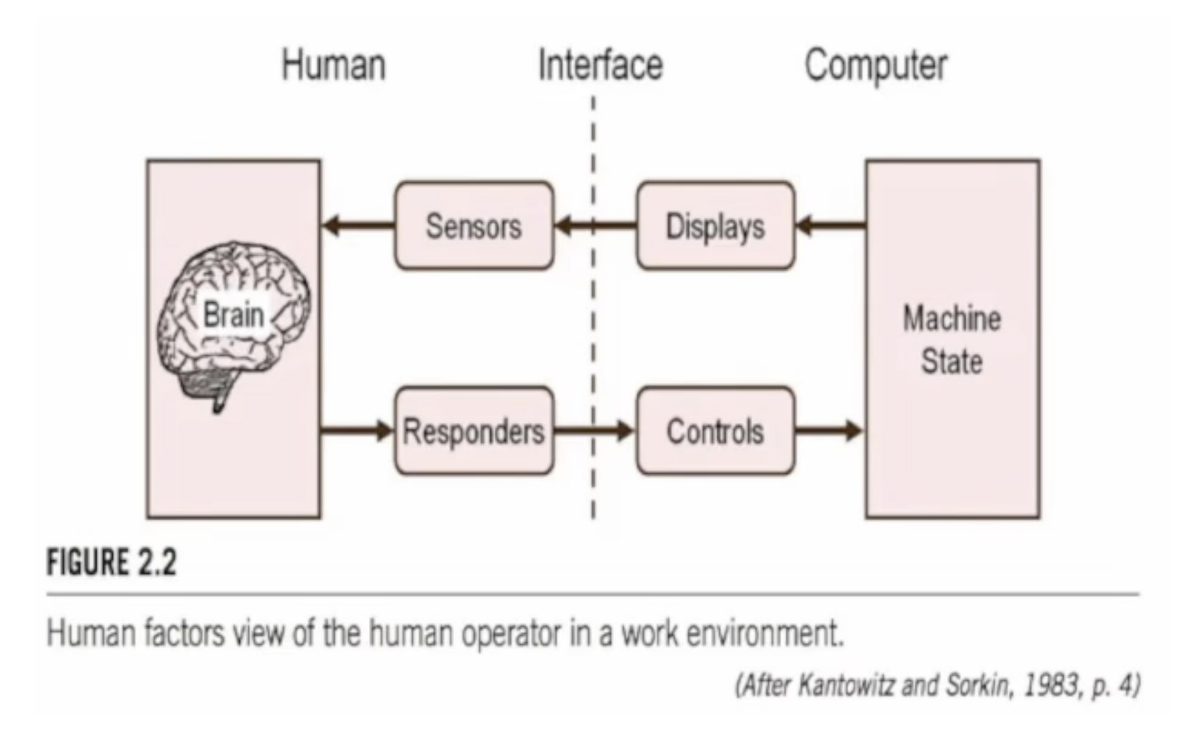 Human Interface Computer
Sensors Displays
Brain
Machine
State
Responders Controls
FIGURE 2.2
Human factors view of the human operator in a work environment.
(After Kantowitz and Sorkin, 1983, p. 4)